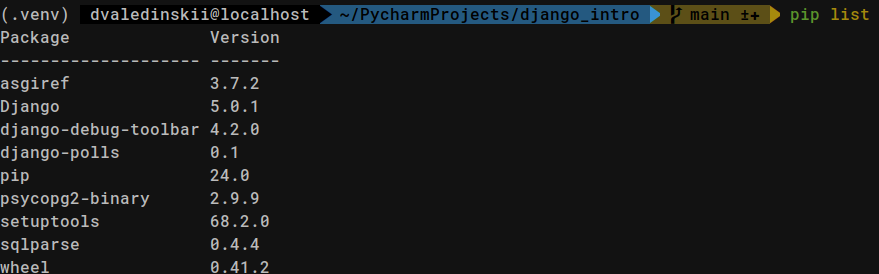 (.venv) dvaledinskii@localhost ~/PycharmProjects/django_intro main ±+ pip list
Package Version
-------------------- -------
asgiref 3.7.2
Django 5.0.1
django-debug-toolbar 4.2.0
django-polls 0.1
pip 24.0
psycopg2-binary 2.9.9
setuptools 68.2.0
sqlparse 0.4.4
wheel 0.41.2